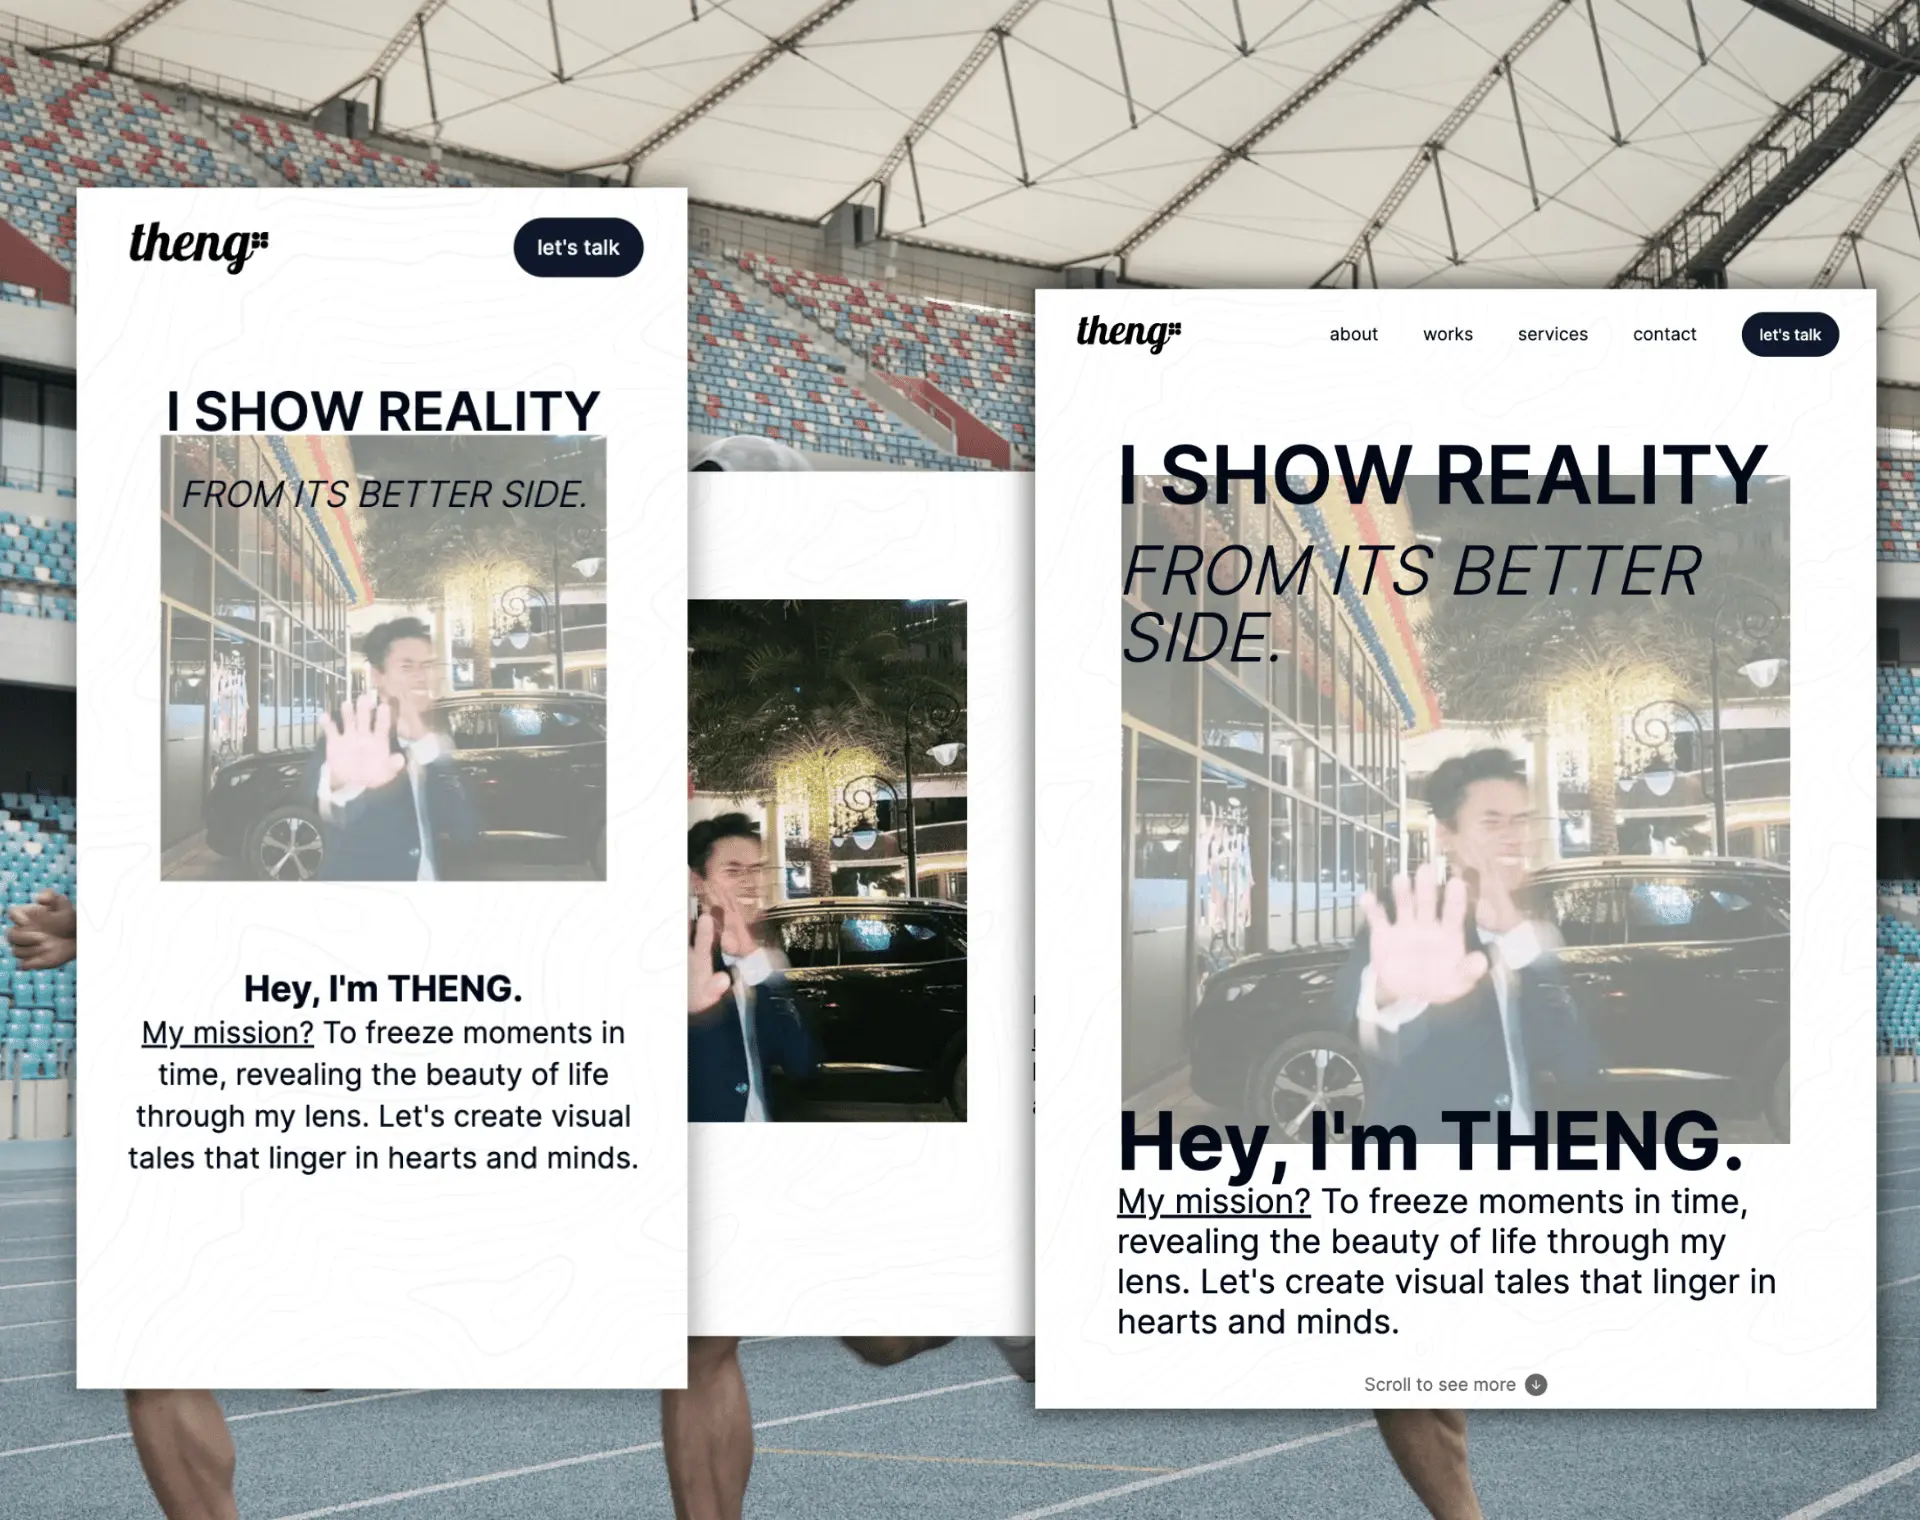 theng
let's talk
I SHOW REALITY
FROM ITS BETTER SIDE.
Hey, I'm THENG.
My mission? To freeze moments in
time, revealing the beauty of life
through my lens. Let's create visual
tales that linger in hearts and minds.
theng
about
works
services
contact
let's talk
I SHOW REALITY
FROM ITS BETTER
SIDE.
Hey, I'm THENG.
My mission? To freeze moments in time,
revealing the beauty of life through my
lens. Let's create visual tales that linger in
hearts and minds.
Scroll to see more